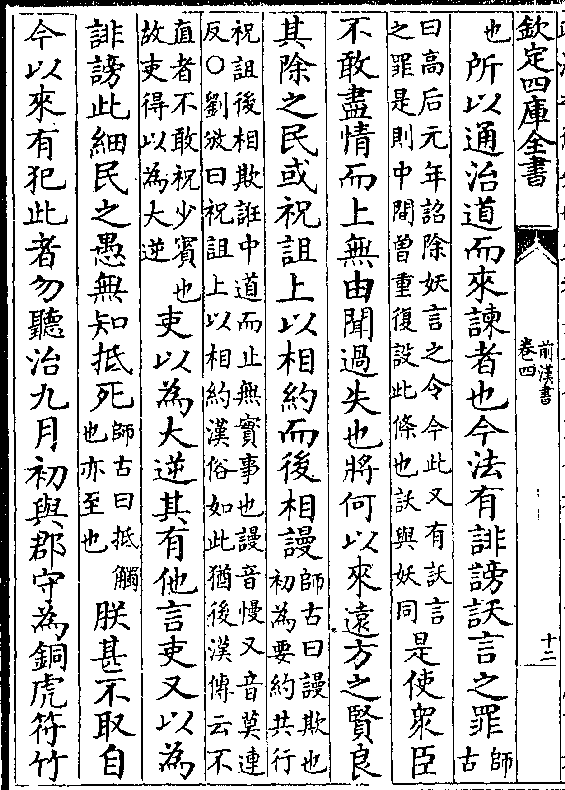 欽定四庫全書
前漢書
卷四
十二
也所以通治道而來諫者也今法有誹謗訞言之罪師古
曰高后元年詔除妖言之令今此又有訞言
之罪是則中間曾重復設此條也訞與妖同
是使衆臣
不敢盡情而上無由聞過失也將何以來遠方之賢良
其除之民或祝詛上以相約而後相謾
師古曰謾欺也
初為要約共行
祝詛後相欺誑中道而止無實事也謾音慢又音莫連
反○劉攽曰祝詛上以相約漢俗如此猶後漢傳云不
直者不敢祝少賓也
故吏得以為大逆
吏以為大逆其有他言吏又以為
誹謗此細民之愚無知抵死
師古曰抵觸
也亦至也
朕甚不取自
今以來有犯此者勿聽治九月初與郡守為銅虎符竹